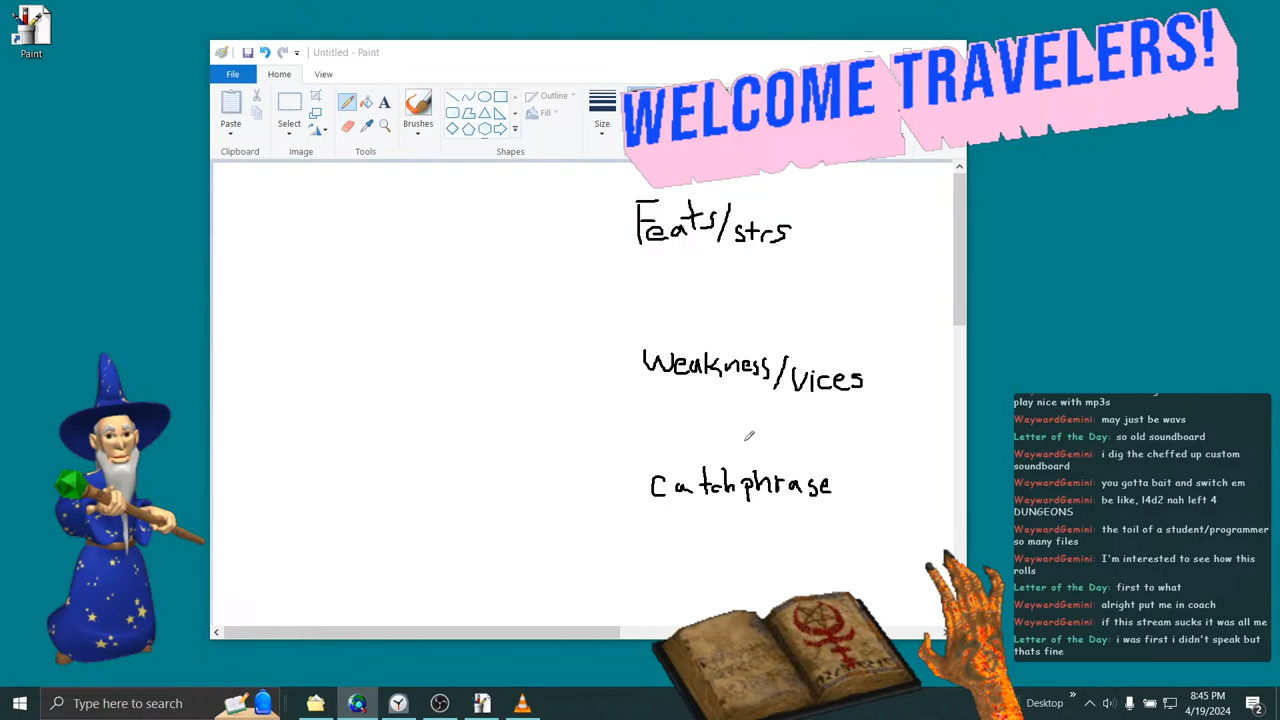 Paint
Untitled - Paint
File Home View
Paste
Select
Brushes
Outline
Fill
Size
Clipboard
Image
Tools
Shapes
WELCOME TRAVELERS!
Feats/strs
Weakness/Vices
catchphrase
play nice with mp3s
WaywardGemini: may just be wavs
Letter of the Day: so old soundboard
WaywardGemini: i dig the cheffed up custom
soundboard
WaywardGemini: you gotta bait and switch em
WaywardGemini: be like, l4d2 nah left 4
DUNGEONS
WaywardGemini: the toil of a student/programmer
so many files
WaywardGemini: I'm interested to see how this
rolls
Letter of the Day: first to what
WaywardGemini: alright put me in coach
WaywardGemini: if this stream sucks it was all me
Letter of the Day: i was first i didn't speak but
thats fine
Type here to search
Desktop
8:45 PM
4/19/2024
2